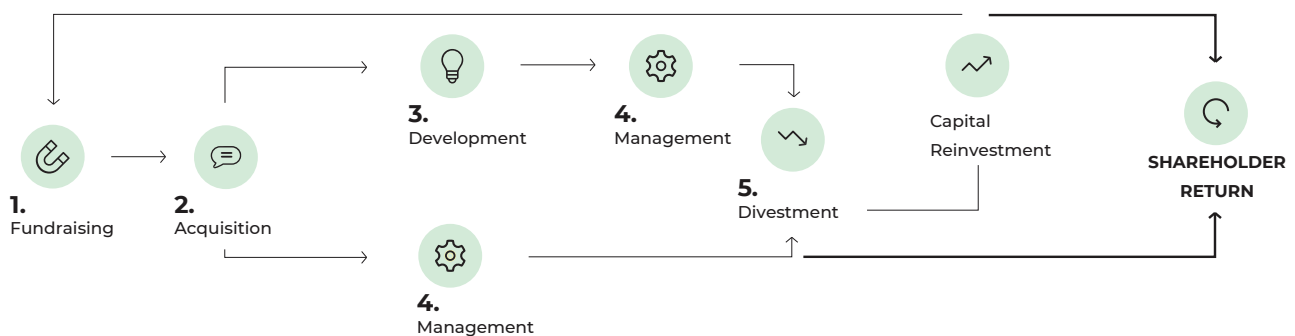 1.
Fundraising
2.
Acquisition
3.
Development
4.
Management
4.
Management
5.
Divestment
Capital
Reinvestment
SHAREHOLDER
RETURN